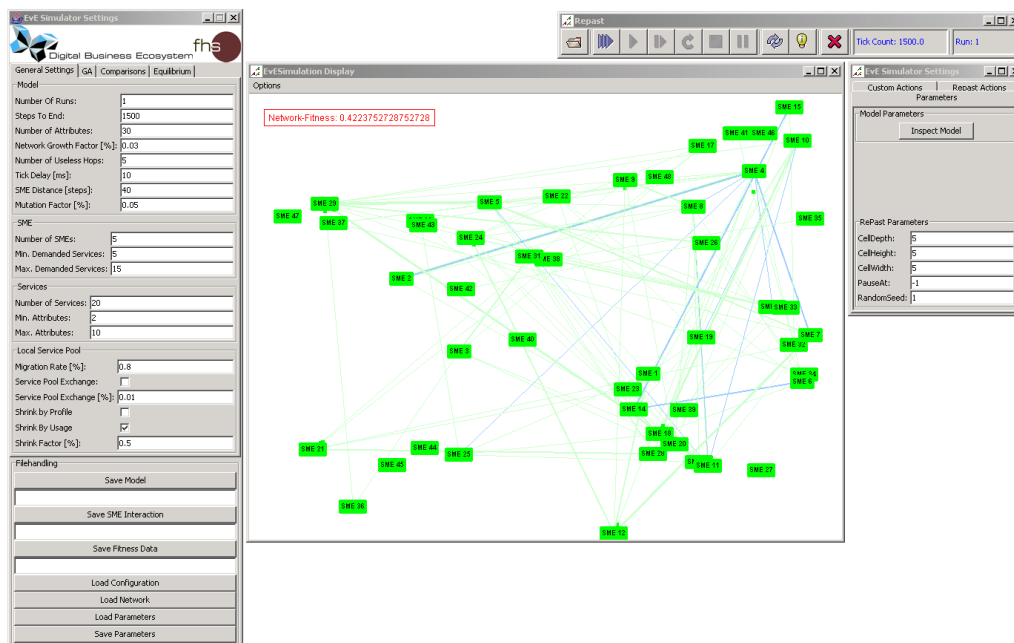 EvE Simulator Settings
Digital Business Ecosystem
fhs
General Settings GA Comparisons Equilibrium
Model
Number Of Runs: 1
Steps To End: 1500
Number of Attributes: 30
Network Growth Factor [%]: 0.03
Number of Useless Hops: 5
Tick Delay [ms]: 10
SME Distance [steps]: 40
Mutation Factor [%]: 0.05
SME
Number of SMEs: 5
Min. Demanded Services: 5
Max. Demanded Services: 15
Services
Number of Services: 20
Min. Attributes: 2
Max. Attributes: 10
Local Service Pool
Migration Rate [%]: 0.8
Service Pool Exchange:
Service Pool Exchange [%]: 0.01
Shrink by Profile
Shrink By Usage
Shrink Factor [%]: 0.5
Filehandling
Save Model
Save SME Interaction
Save Fitness Data
Load Configuration
Load Network
Load Parameters
Save Parameters
EvESimulation Display
Options
Network-Fitness: 0.4223752728752728
SME 15
SME 41 SME 46
SME 10
SME 17
SME 4
SME 9
SME 48
SME 22
SME 5
SME 29
SME 8
SME 47
SME 37
SME 43
SME 35
SME 24
SME 26
SME 31
SME 38
SME 2
SME 42
SME 33
SME 7
SME 19
SME 40
SME 32
SME 3
SME 1
SME 34
SME 6
SME 23
SME 14
SME 39
SME 18
SME 20
SME 21
SME 44
SME 25
SME 28
SME 45
SME 11
SME 27
SME 36
SME 12
Repast
Tick Count: 1500.0
Run: 1
EvE Simulator Settings
Custom Actions Repast Actions
Parameters
Model Parameters
Inspect Model
RePast Parameters
CellDepth: 5
CellHeight: 5
CellWidth: 5
PauseAt: -1
RandomSeed: 1